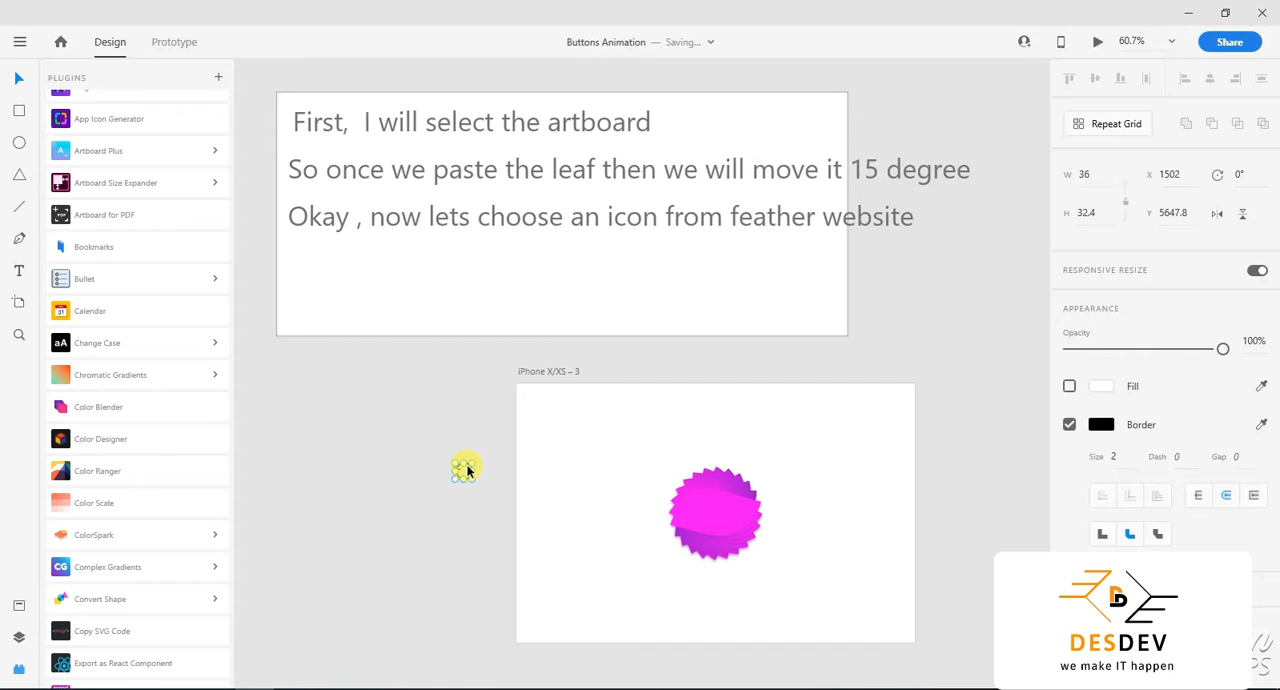 Design
Prototype
Buttons Animation — Saving...
60.7%
Share
PLUGINS
App Icon Generator
Artboard Plus
Artboard Size Expander
Artboard for PDF
Bookmarks
Bullet
Calendar
Change Case
Chromatic Gradients
Color Blender
Color Designer
Color Ranger
Color Scale
ColorSpark
Complex Gradients
Convert Shape
Copy SVG Code
Export as React Component
First, I will select the artboard
So once we paste the leaf then we will move it 15 degree
Okay , now lets choose an icon from feather website
iPhone X/XS – 3
Repeat Grid
W 36 X 1502 0°
H 32.4 Y 5647.8
RESPONSIVE RESIZE
APPEARANCE
Opacity
100%
Fill
Border
Size 2 Dash 0 Gap 0
DESDEV
we make IT happen